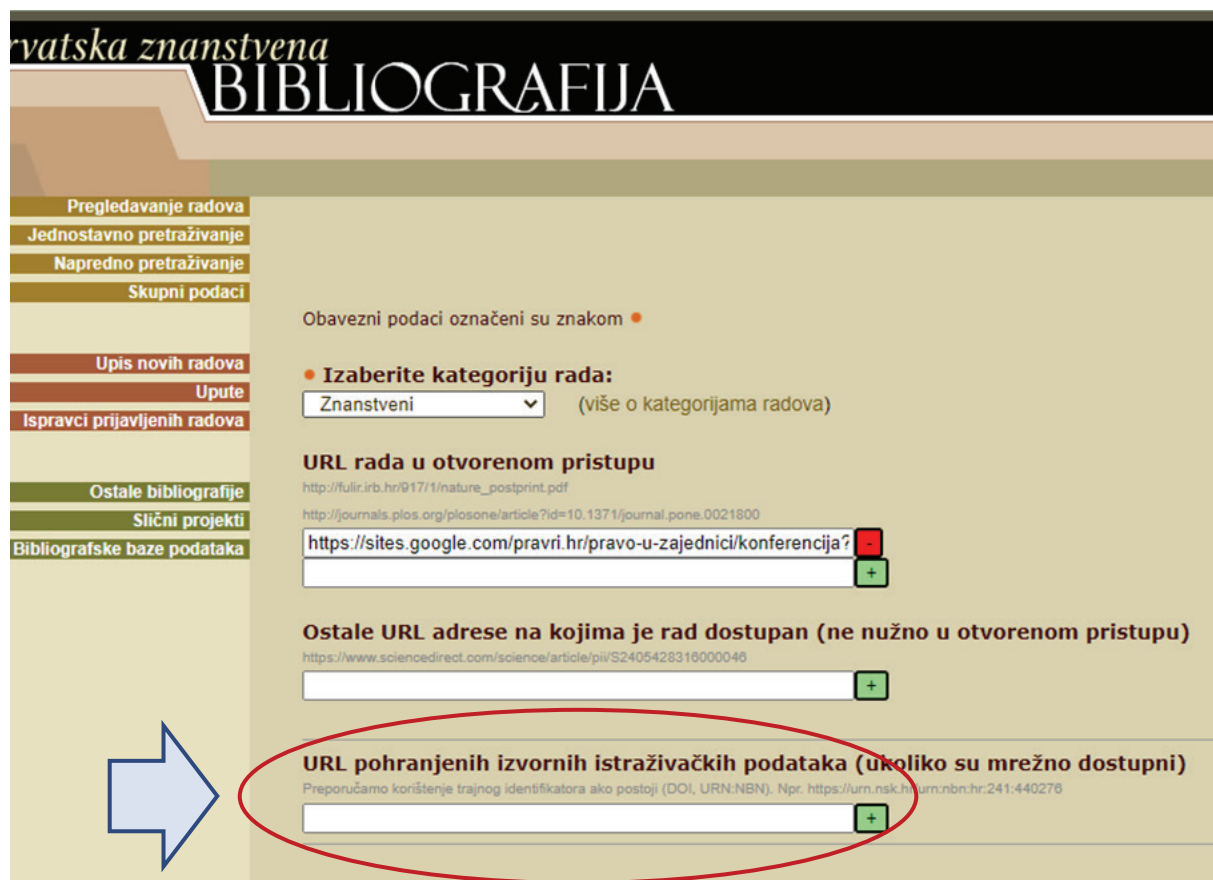 rvatska znanstvena
BIBLIOGRAFIJA
Pregledavanje radova
Jednostavno pretraživanje
Napredno pretraživanje
Skupni podaci
Upis novih radova
Upute
Ispravci prijavljenih radova
Ostale bibliografije
Slični projekti
Bibliografske baze podataka
Obavezni podaci označeni su znakom
Izaberite kategoriju rada:
Znanstveni (više o kategorijama radova)
URL rada u otvorenom pristupu
http://fulir.irb.hr/917/1/nature_postprint.pdf
http://journals.plos.org/plosone/article?id=10.1371/journal.pone.0021800
https://sites.google.com/pravri.hr/pravo-u-zajednici/konferencija? -
+
Ostale URL adrese na kojima je rad dostupan (ne nužno u otvorenom pristupu)
https://www.sciencedirect.com/science/article/pii/S2405428316000046
+
URL pohranjenih izvornih istraživačkih podataka (ukoliko su mrežno dostupni)
Preporučamo korištenje trajnog identifikatora ako postoji (DOI, URN:NBN). Npr. https://urn.nsk.hr/urn:nbn:hr:241:440276
+